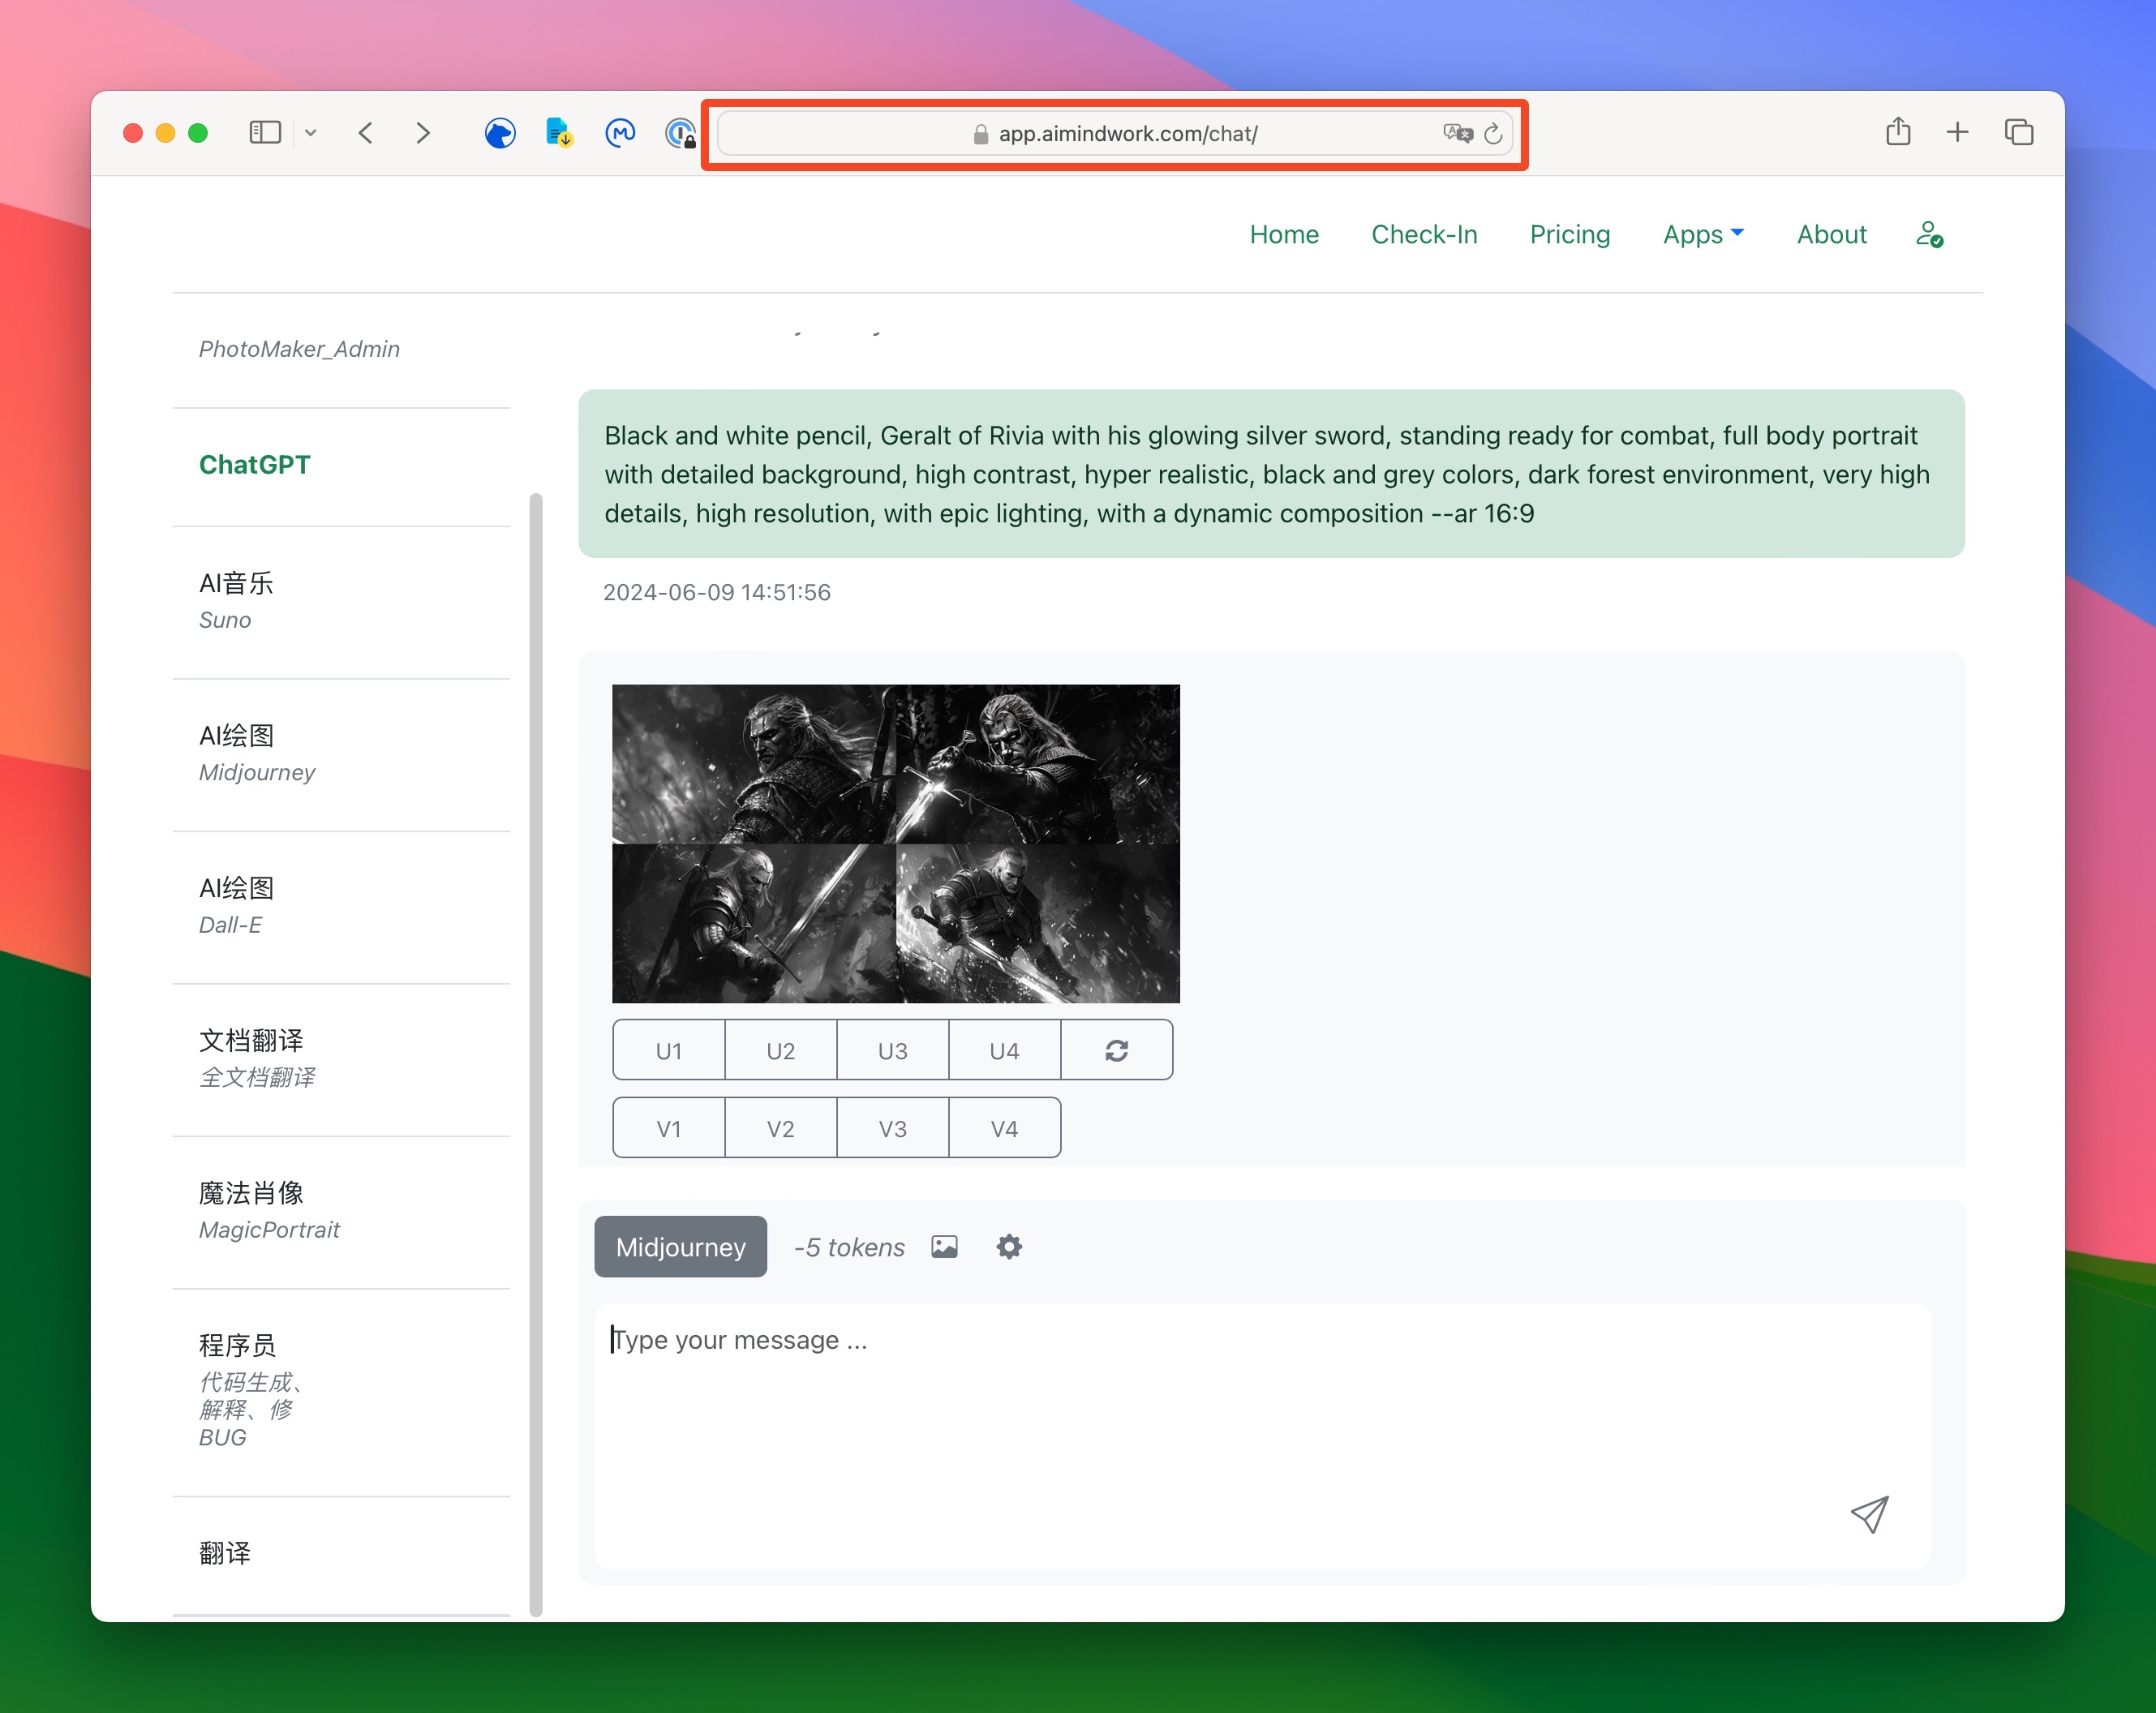 app.aimindwork.com/chat/
Home Check-In Pricing Apps About
PhotoMaker_Admin
ChatGPT
AI音乐
Suno
AI绘图
Midjourney
AI绘图
Dall-E
文档翻译
全文档翻译
魔法肖像
MagicPortrait
程序员
代码生成、
解释、修
BUG
翻译
Black and white pencil, Geralt of Rivia with his glowing silver sword, standing ready for combat, full body portrait
with detailed background, high contrast, hyper realistic, black and grey colors, dark forest environment, very high
details, high resolution, with epic lighting, with a dynamic composition --ar 16:9
2024-06-09 14:51:56
U1 U2 U3 U4
V1 V2 V3 V4
Midjourney -5 tokens
Type your message ...